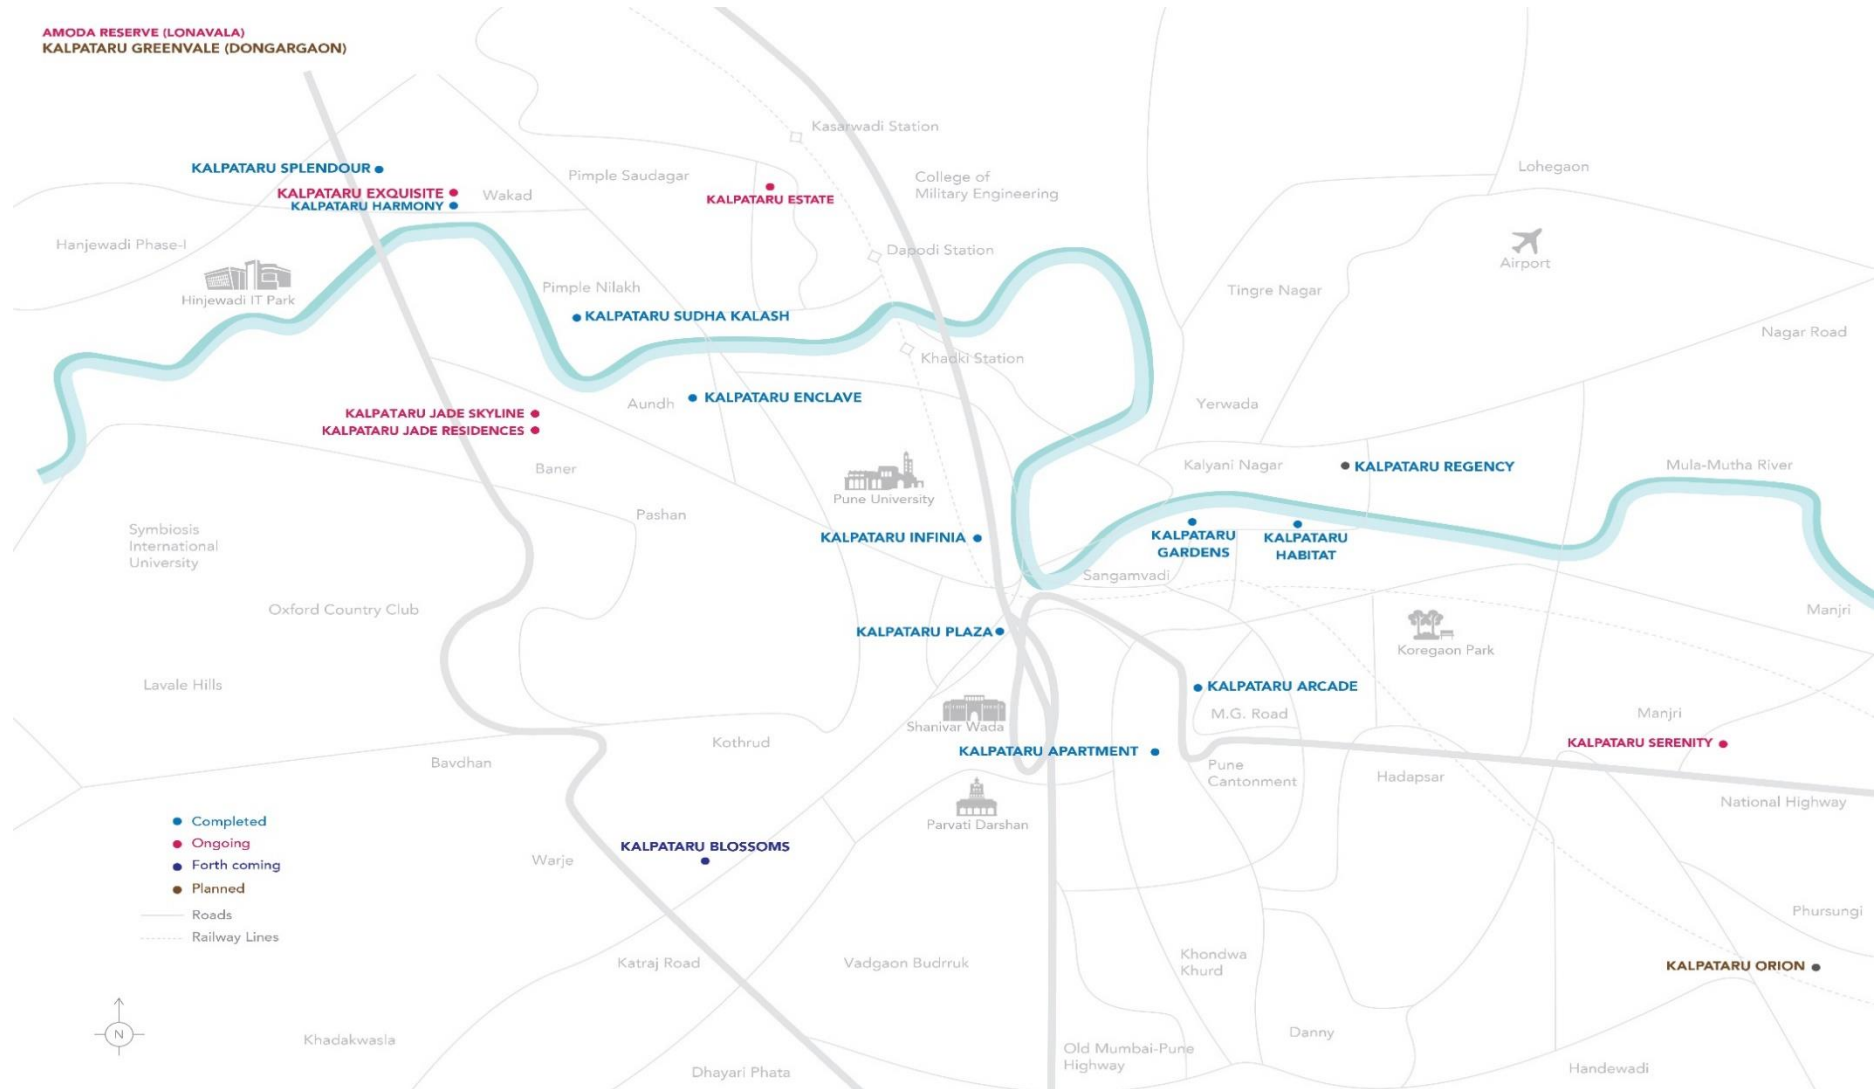 AMODA RESERVE (LONAVALA)
KALPATARU GREENVALE (DONGARGAON)
Kasarwadi Station
KALPATARU SPLENDOUR
Pimple Saudagar
College of
Military Engineering
Lohegaon
KALPATARU EXQUISITE
Wakad
KALPATARU ESTATE
KALPATARU HARMONY
Hanjewadi Phase-I
Dapodi Station
Airport
Hinjewadi IT Park
Pimple Nilakh
Tingre Nagar
KALPATARU SUDHA KALASH
Nagar Road
Khadki Station
KALPATARU ENCLAVE
Aundh
Yerwada
KALPATARU JADE SKYLINE
KALPATARU JADE RESIDENCES
Baner
Kalyani Nagar
KALPATARU REGENCY
Mula-Mutha River
Pune University
Pashan
Symbiosis
International
University
KALPATARU INFINIA
KALPATARU
GARDENS
KALPATARU
HABITAT
Sangamvadi
Oxford Country Club
Manjri
KALPATARU PLAZA
Koregaon Park
Lavale Hills
KALPATARU ARCADE
M.G. Road
Manjri
Shanivar Wada
Kothrud
KALPATARU APARTMENT
KALPATARU SERENITY
Bavdhan
Pune
Cantonment
Hadapsar
National Highway
Parvati Darshan
Completed
Ongoing
Forth coming
Planned
Roads
Railway Lines
KALPATARU BLOSSOMS
Warje
Phursungi
Katraj Road
Vadgaon Budrruk
Khondwa
Khurd
KALPATARU ORION
N
Khadakwasla
Danny
Old Mumbai-Pune
Highway
Dhayari Phata
Handewadi